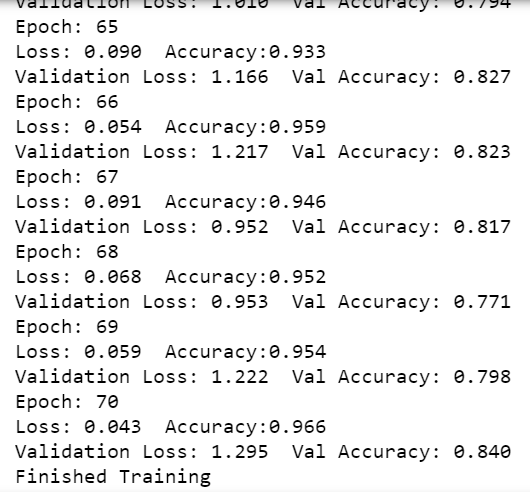 Validation Loss: 1.010  Val Accuracy: 0.794
Epoch: 65
Loss: 0.090  Accuracy:0.933
Validation Loss: 1.166  Val Accuracy: 0.827
Epoch: 66
Loss: 0.054  Accuracy:0.959
Validation Loss: 1.217  Val Accuracy: 0.823
Epoch: 67
Loss: 0.091  Accuracy:0.946
Validation Loss: 0.952  Val Accuracy: 0.817
Epoch: 68
Loss: 0.068  Accuracy:0.952
Validation Loss: 0.953  Val Accuracy: 0.771
Epoch: 69
Loss: 0.059  Accuracy:0.954
Validation Loss: 1.222  Val Accuracy: 0.798
Epoch: 70
Loss: 0.043  Accuracy:0.966
Validation Loss: 1.295  Val Accuracy: 0.840
Finished Training